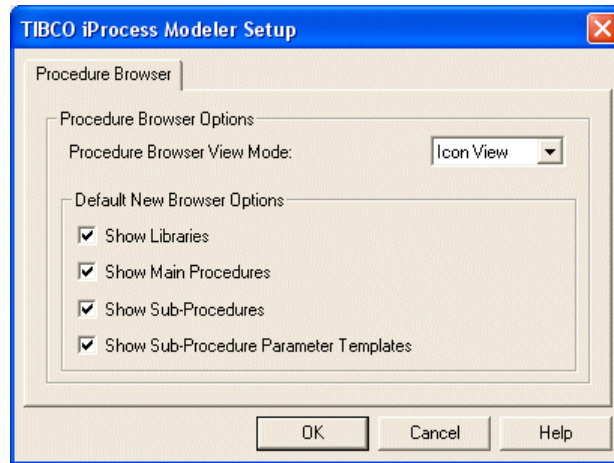 TIBCO iProcess Modeler Setup
Procedure Browser
Procedure Browser Options
Procedure Browser View Mode: Icon View
Default New Browser Options
Show Libraries
Show Main Procedures
Show Sub-Procedures
Show Sub-Procedure Parameter Templates
OK Cancel Help